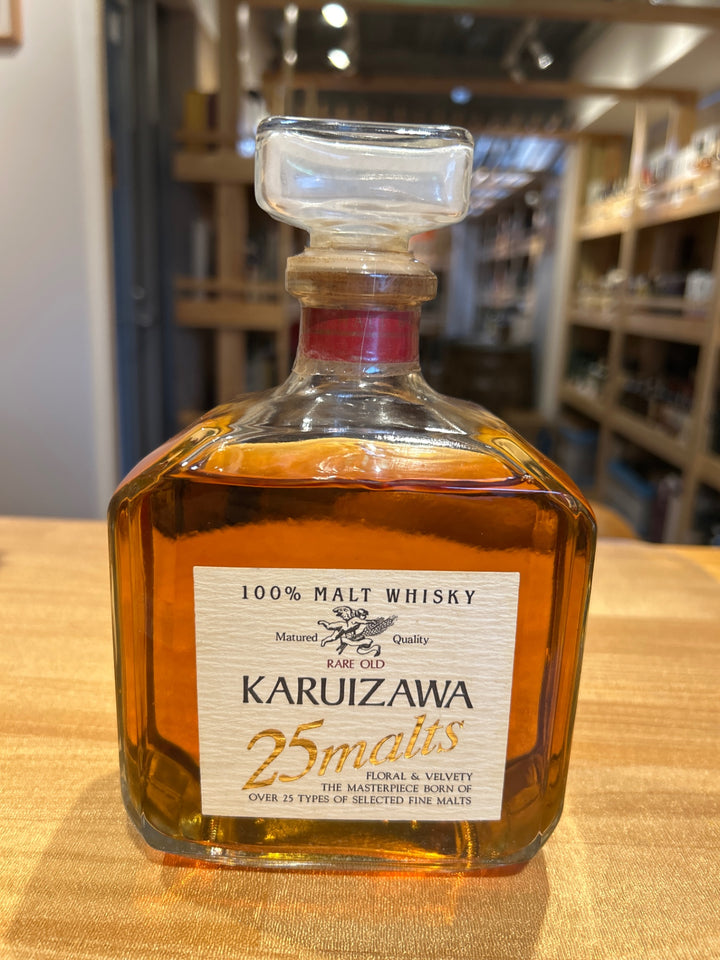 100% MALT WHISKY
Matured Quality
RARE OLD
KARUIZAWA
25malts
FLORAL & VELVETY
THE MASTERPIECE BORN OF
OVER 25 TYPES OF SELECTED FINE MALTS